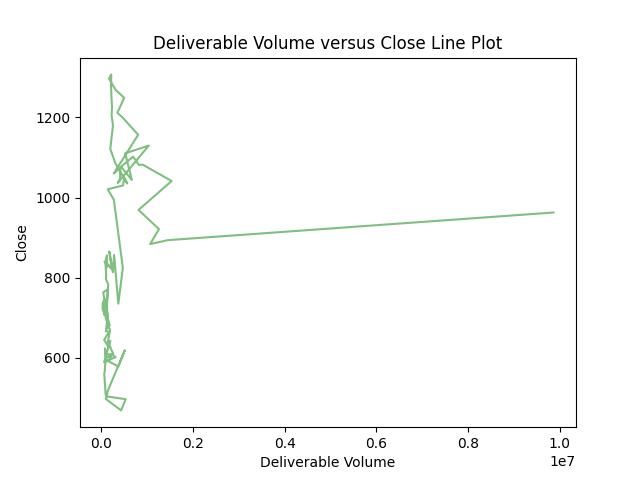 Deliverable Volume versus Close Line Plot
Close
1200
1000
800
600
0.0 0.2 0.4 0.6 0.8 1.0
1e7
Deliverable Volume